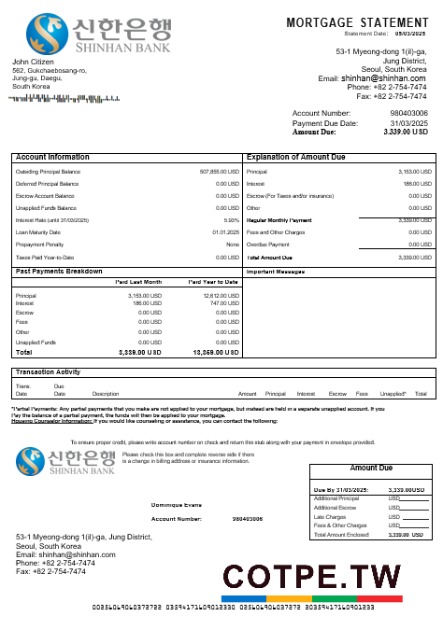 신한은행
SHINHAN BANK
MORTGAGE STATEMENT
Statement Date: 05/03/2025
John Citizen
562, Gukchaebosang-ro,
Jung-gu, Daegu,
South Korea
53-1 Myeong-dong 1(il)-ga,
Jung District,
Seoul, South Korea
Email: shinhan@shinhan.com
Phone: +82 2-754-7474
Fax: +82 2-754-7474
Account Number: 980403006
Payment Due Date: 31/03/2025
Amount Due: 3,339.00 USD
Account Information
Outstanding Principal Balance 507,855.00 USD
Deferred Principal Balance 0.00 USD
Escrow Account Balance 0.00 USD
Unapplied Funds Balance 0.00 USD
Interest Rate (until 31/03/2025)
Loan Maturity Date 01.01.2025
Prepayment Penalty None
Taxes Paid Year-to-Date 0.00 USD
Explanation of Amount Due
Principal 3,153.00 USD
Interest 186.00 USD
Escrow (For Taxes and/or insurance) 0.00 USD
Other 0.00 USD
Regular Monthly Payment 3,339.00 USD
Fees and Other Charges 0.00 USD
Overdue Payment 0.00 USD
Total Amount Due 3,339.00 USD
Past Payments Breakdown
Paid Last Month Paid Year to Date
Principal 3,153.00 USD 12,612.00 USD
Interest 186.00 USD 747.00 USD
Escrow 0.00 USD 0.00 USD
Fees 0.00 USD 0.00 USD
Other 0.00 USD 0.00 USD
Unapplied Funds 0.00 USD 0.00 USD
Total 3,339.00 USD 13,359.00 USD
Important Messages
Transaction Activity
Trans. Date Due Date Description Amount Principal Interest Escrow Fees Unapplied* Total
*Partial Payments: Any partial payments that you make are not applied to your mortgage, but instead are held in a separate unapplied account. If you
Pay the balance of a partial payment, the funds will then be applied to your mortgage.
Housing Counselor Information: If you would like counseling or assistance, you can contact the following:
To ensure proper credit, please write account number on check and return this stub along with your payment in envelope provided.
신한은행
SHINHAN BANK
Please check this box and complete reverse side if there
is a change in billing address or insurance information.
Amount Due
Due By 31/03/2025: 3,339.00USD
Additional Principal USD
Additional Escrow USD
Late Charges USD
Fees & Other Charges USD
Total Amount Enclosed 3,339.00 USD
Dominique Evans
Account Number: 980403006
53-1 Myeong-dong 1(il)-ga, Jung District,
Seoul, South Korea
Email: shinhan@shinhan.com
Phone: +82 2-754-7474
Fax: +82 2-754-7474
COTPE.TW